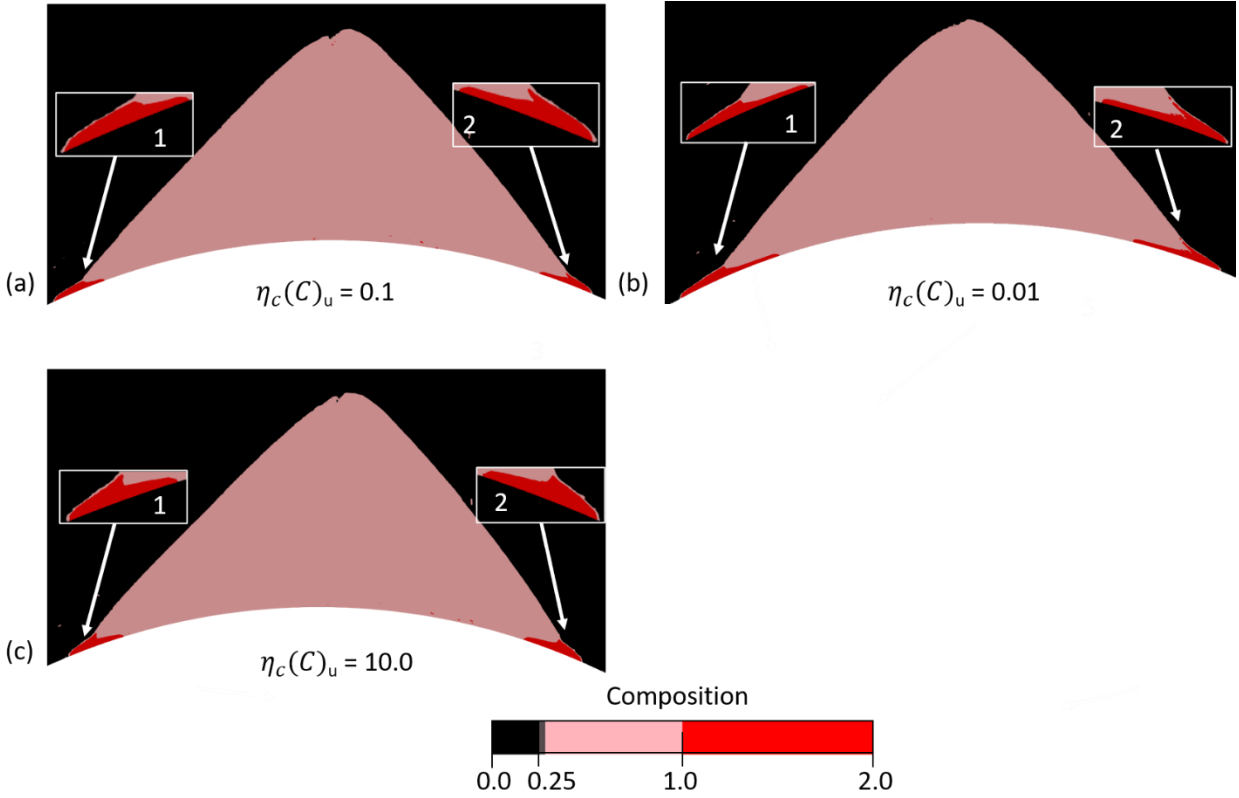 1
2
(a)
η_c(C)_u = 0.1
1
2
(b)
η_c(C)_u = 0.01
1
2
(c)
η_c(C)_u = 10.0
Composition
0.0 0.25 1.0 2.0